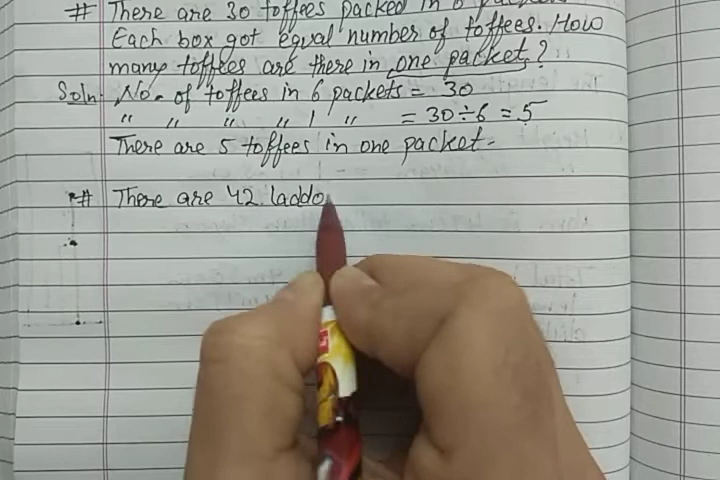 # There are 30 toffees packed in 6
Each box got equal number of toffees. How
many toffees are there in one packet?
Soln. No. of toffees in 6 packets = 30
" " " " 1 " = 30÷6 = 5
There are 5 toffees in one packet.
# There are 42 laddo